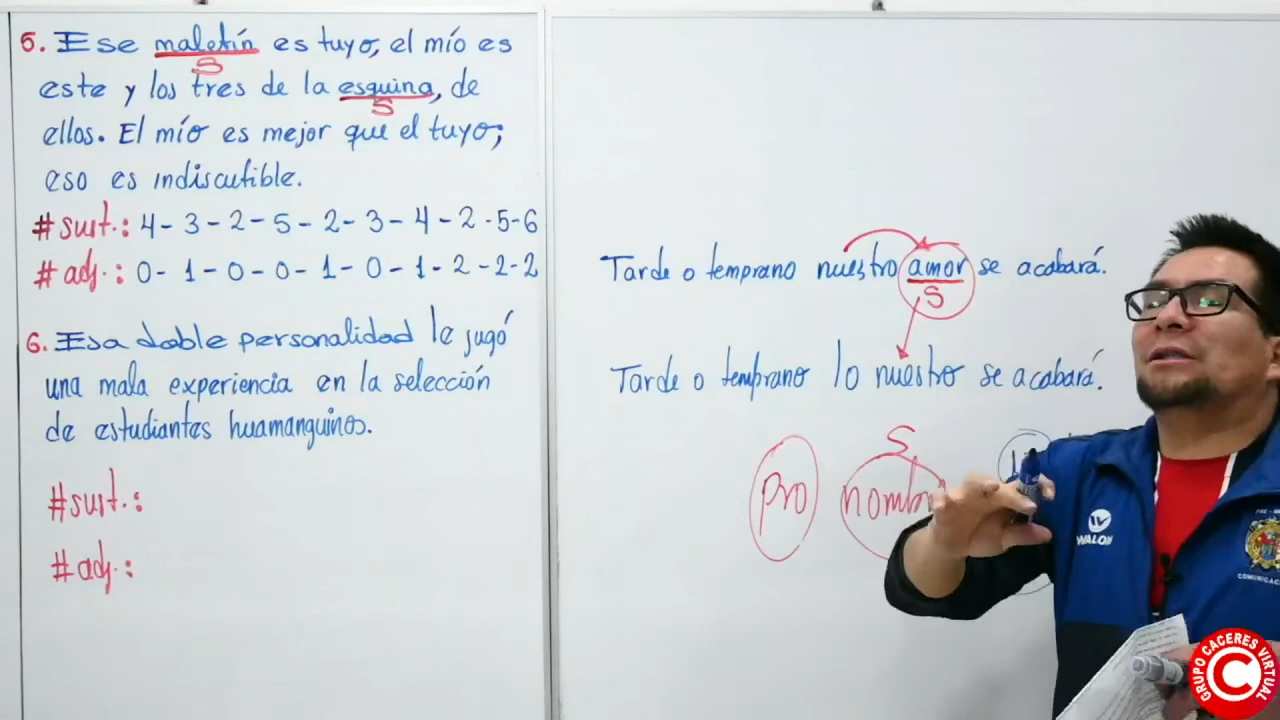 5. Ese maletín es tuyo, el mío es
S
este y los tres de la esquina, de
S
ellos. El mío es mejor que el tuyo;
eso es indiscutible.
# sust.: 4 - 3 - 2 - 5 - 2 - 3 - 4 - 2 - 5 - 6
# adj.: 0 - 1 - 0 - 0 - 1 - 0 - 1 - 2 - 2 - 2
6. Esa doble personalidad le jugó
una mala experiencia en la selección
de estudiantes huamanguinos.
# sust.:
# adj.:
Tarde o temprano nuestro amor se acabará.
S
Tarde o temprano lo nuestro se acabará.
S
pro nombr
WALON
COMUNICAC
GRUPO CACERES VIRTUAL
C